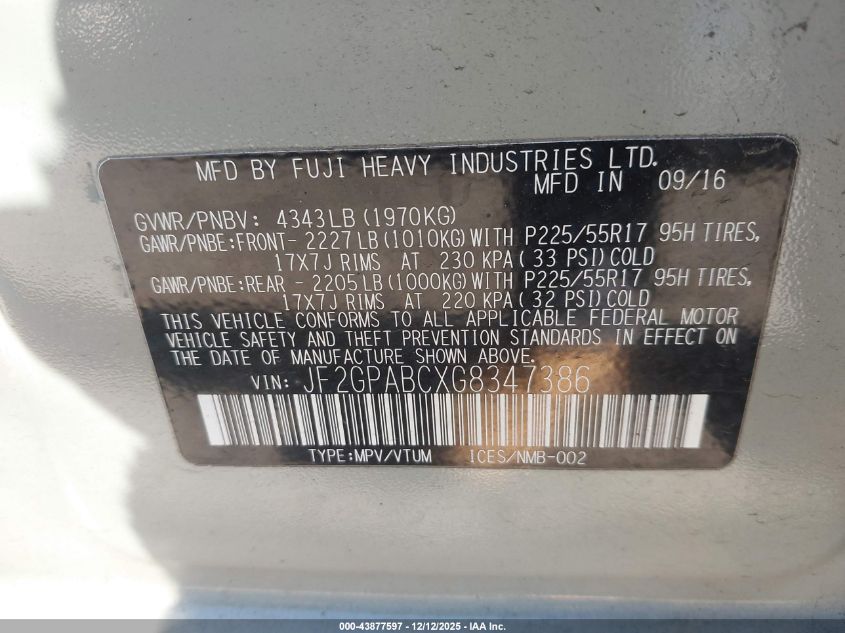 MFD BY FUJI HEAVY INDUSTRIES LTD.
MFD IN 09/16
GVWR/PNBV: 4343LB(1970KG)
GAWR/PNBE:FRONT- 2227LB(1010KG)WITH P225/55R17 95H TIRES,
17X7J RIMS AT 230 KPA( 33 PSI)COLD
GAWR/PNBE:REAR - 2205LB(1000KG)WITH P225/55R17 95H TIRES,
17X7J RIMS AT 220 KPA( 32 PSI)COLD
THIS VEHICLE CONFORMS TO ALL APPLICABLE FEDERAL MOTOR
VEHICLE SAFETY AND THEFT PREVENTION STANDARDS IN EFFECT ON
THE DATE OF MANUFACTURE SHOWN ABOVE.
VIN: JF2GPABCXG8347386
TYPE:MPV/VTUM ICES/NMB-002
000-43877597 - 12/12/2025 - IAA Inc.